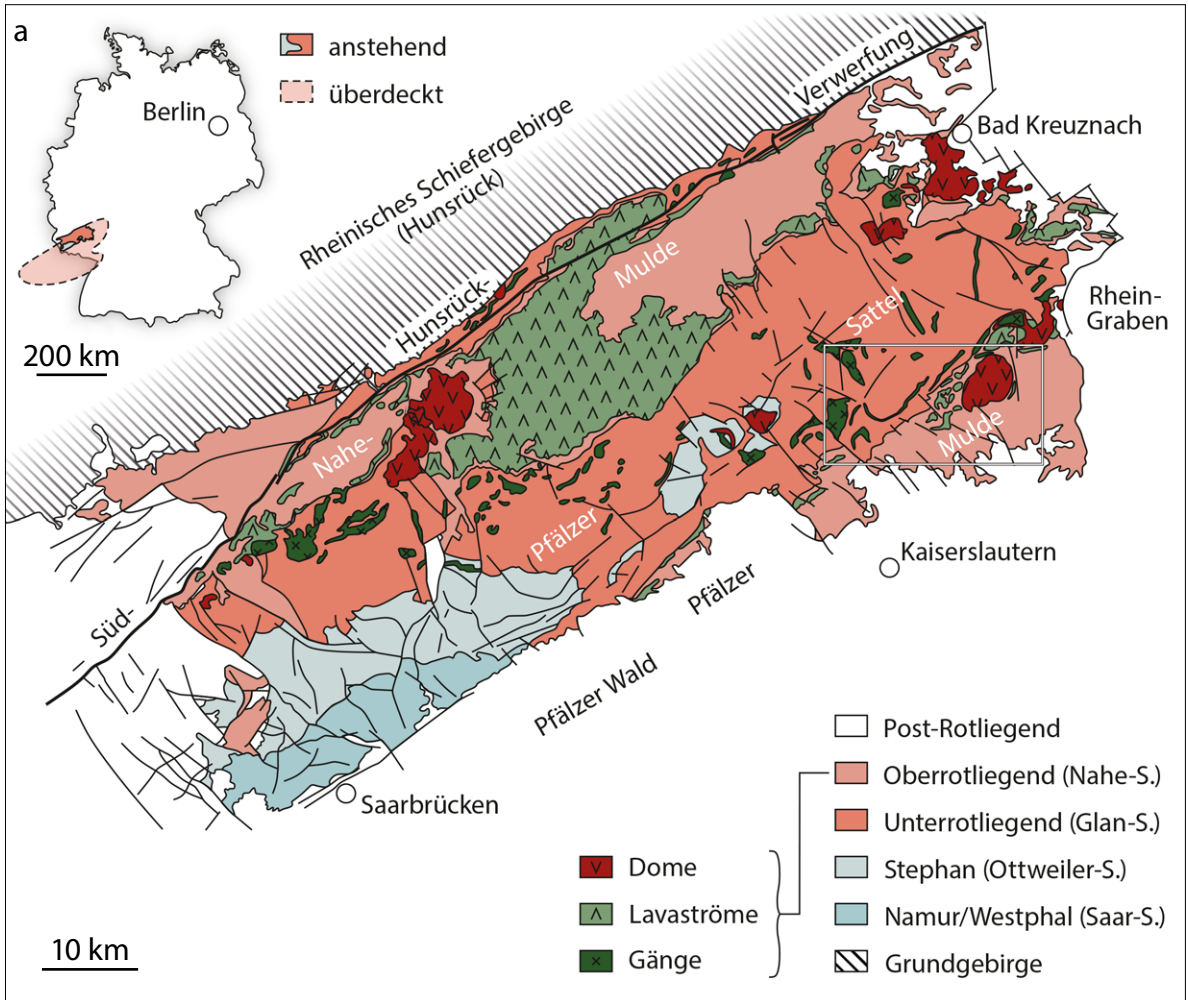 a
anstehend
überdeckt
Berlin
200 km
Rheinisches Schiefergebirge
(Hunsrück)
Verwerfung
Bad Kreuznach
Hunsrück-
Mulde
Sattel
Rhein-
Graben
Mulde
Nahe-
Pfälzer
Kaiserslautern
Pfälzer
Süd-
Pfälzer Wald
Saarbrücken
Post-Rotliegend
Oberrotliegend (Nahe-S.)
Unterrotliegend (Glan-S.)
Dome
Stephan (Ottweiler-S.)
Lavaströme
Namur/Westphal (Saar-S.)
Gänge
Grundgebirge
10 km